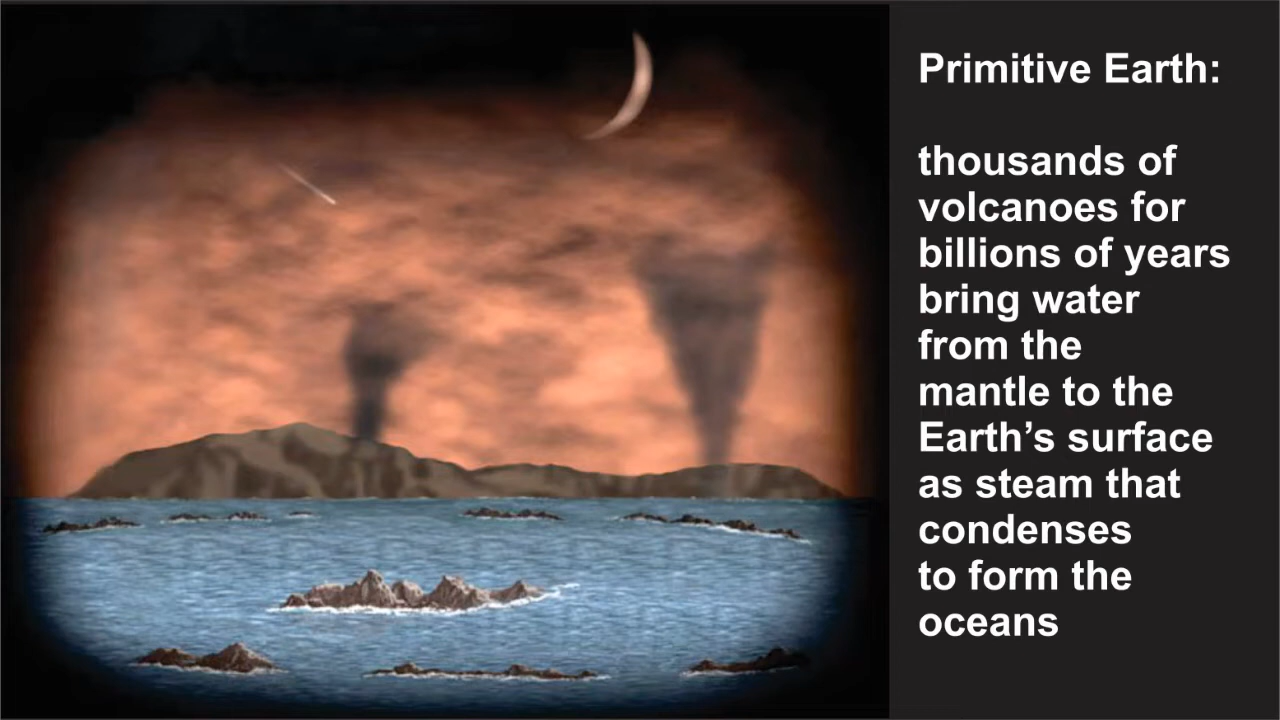 Primitive Earth:
thousands of
volcanoes for
billions of years
bring water
from the
mantle to the
Earth’s surface
as steam that
condenses
to form the
oceans